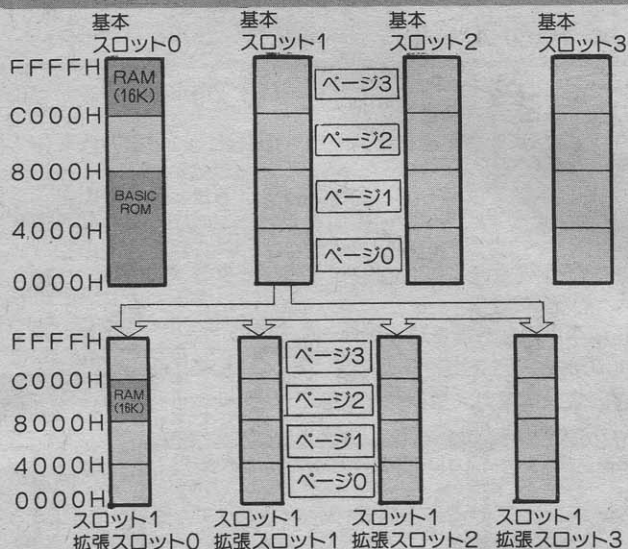 基本
スロット0
基本
スロット1
基本
スロット2
基本
スロット3
FFFFH
C000H
8000H
4000H
0000H
RAM
(16K)
BASIC
ROM
ページ3
ページ2
ページ1
ページ0
FFFFH
C000H
8000H
4000H
0000H
RAM
(16K)
ページ3
ページ2
ページ1
ページ0
スロット1
拡張スロット0
スロット1
拡張スロット1
スロット1
拡張スロット2
スロット1
拡張スロット3